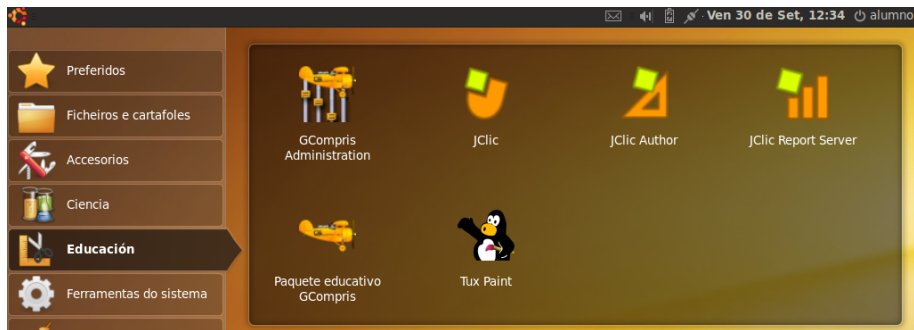 Ven 30 de Set, 12:34 alumno
Preferidos
Ficheiros e cartafoles
Accesorios
Ciencia
Educación
Ferramentas do sistema
GCompris
Administration
JClic
JClic Author
JClic Report Server
Paquete educativo
GCompris
Tux Paint